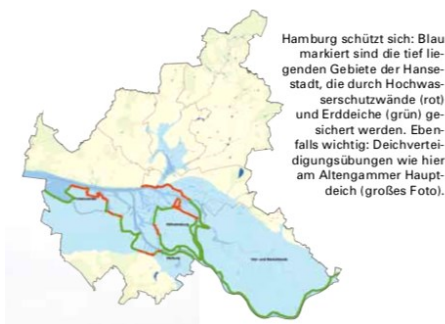 Hamburg schützt sich: Blau
markiert sind die tief lie-
genden Gebiete der Hanse-
stadt, die durch Hochwas-
serschutzwände (rot)
und Erddeiche (grün) ge-
sichert werden. Eben-
falls wichtig: Deichvertei-
digungsübungen wie hier
am Altengammer Haupt-
deich (großes Foto).